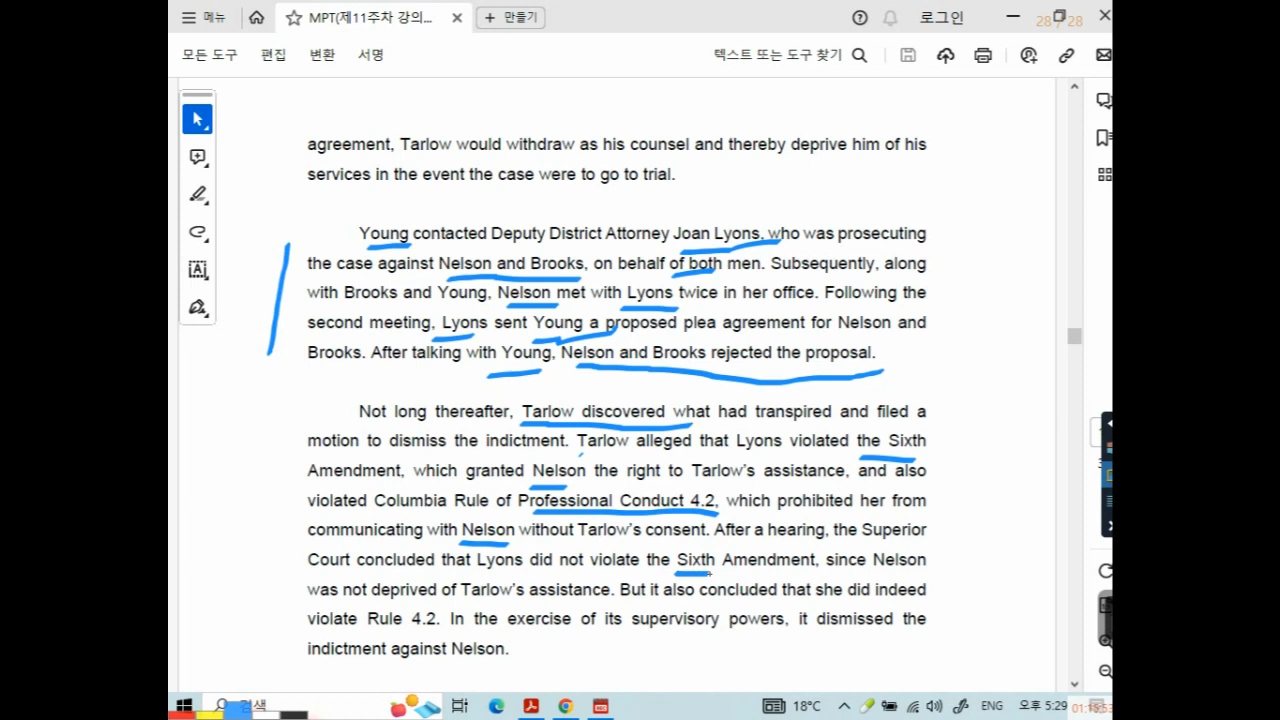 메뉴
MPT(제11주차 강의...
만들기
로그인
28 / 28
모든 도구 편집 변환 서명
텍스트 또는 도구 찾기
agreement, Tarlow would withdraw as his counsel and thereby deprive him of his
services in the event the case were to go to trial.
Young contacted Deputy District Attorney Joan Lyons, who was prosecuting
the case against Nelson and Brooks, on behalf of both men. Subsequently, along
with Brooks and Young, Nelson met with Lyons twice in her office. Following the
second meeting, Lyons sent Young a proposed plea agreement for Nelson and
Brooks. After talking with Young, Nelson and Brooks rejected the proposal.
Not long thereafter, Tarlow discovered what had transpired and filed a
motion to dismiss the indictment. Tarlow alleged that Lyons violated the Sixth
Amendment, which granted Nelson the right to Tarlow's assistance, and also
violated Columbia Rule of Professional Conduct 4.2, which prohibited her from
communicating with Nelson without Tarlow's consent. After a hearing, the Superior
Court concluded that Lyons did not violate the Sixth Amendment, since Nelson
was not deprived of Tarlow's assistance. But it also concluded that she did indeed
violate Rule 4.2. In the exercise of its supervisory powers, it dismissed the
indictment against Nelson.
검색
18°C
ENG
오후 5:29